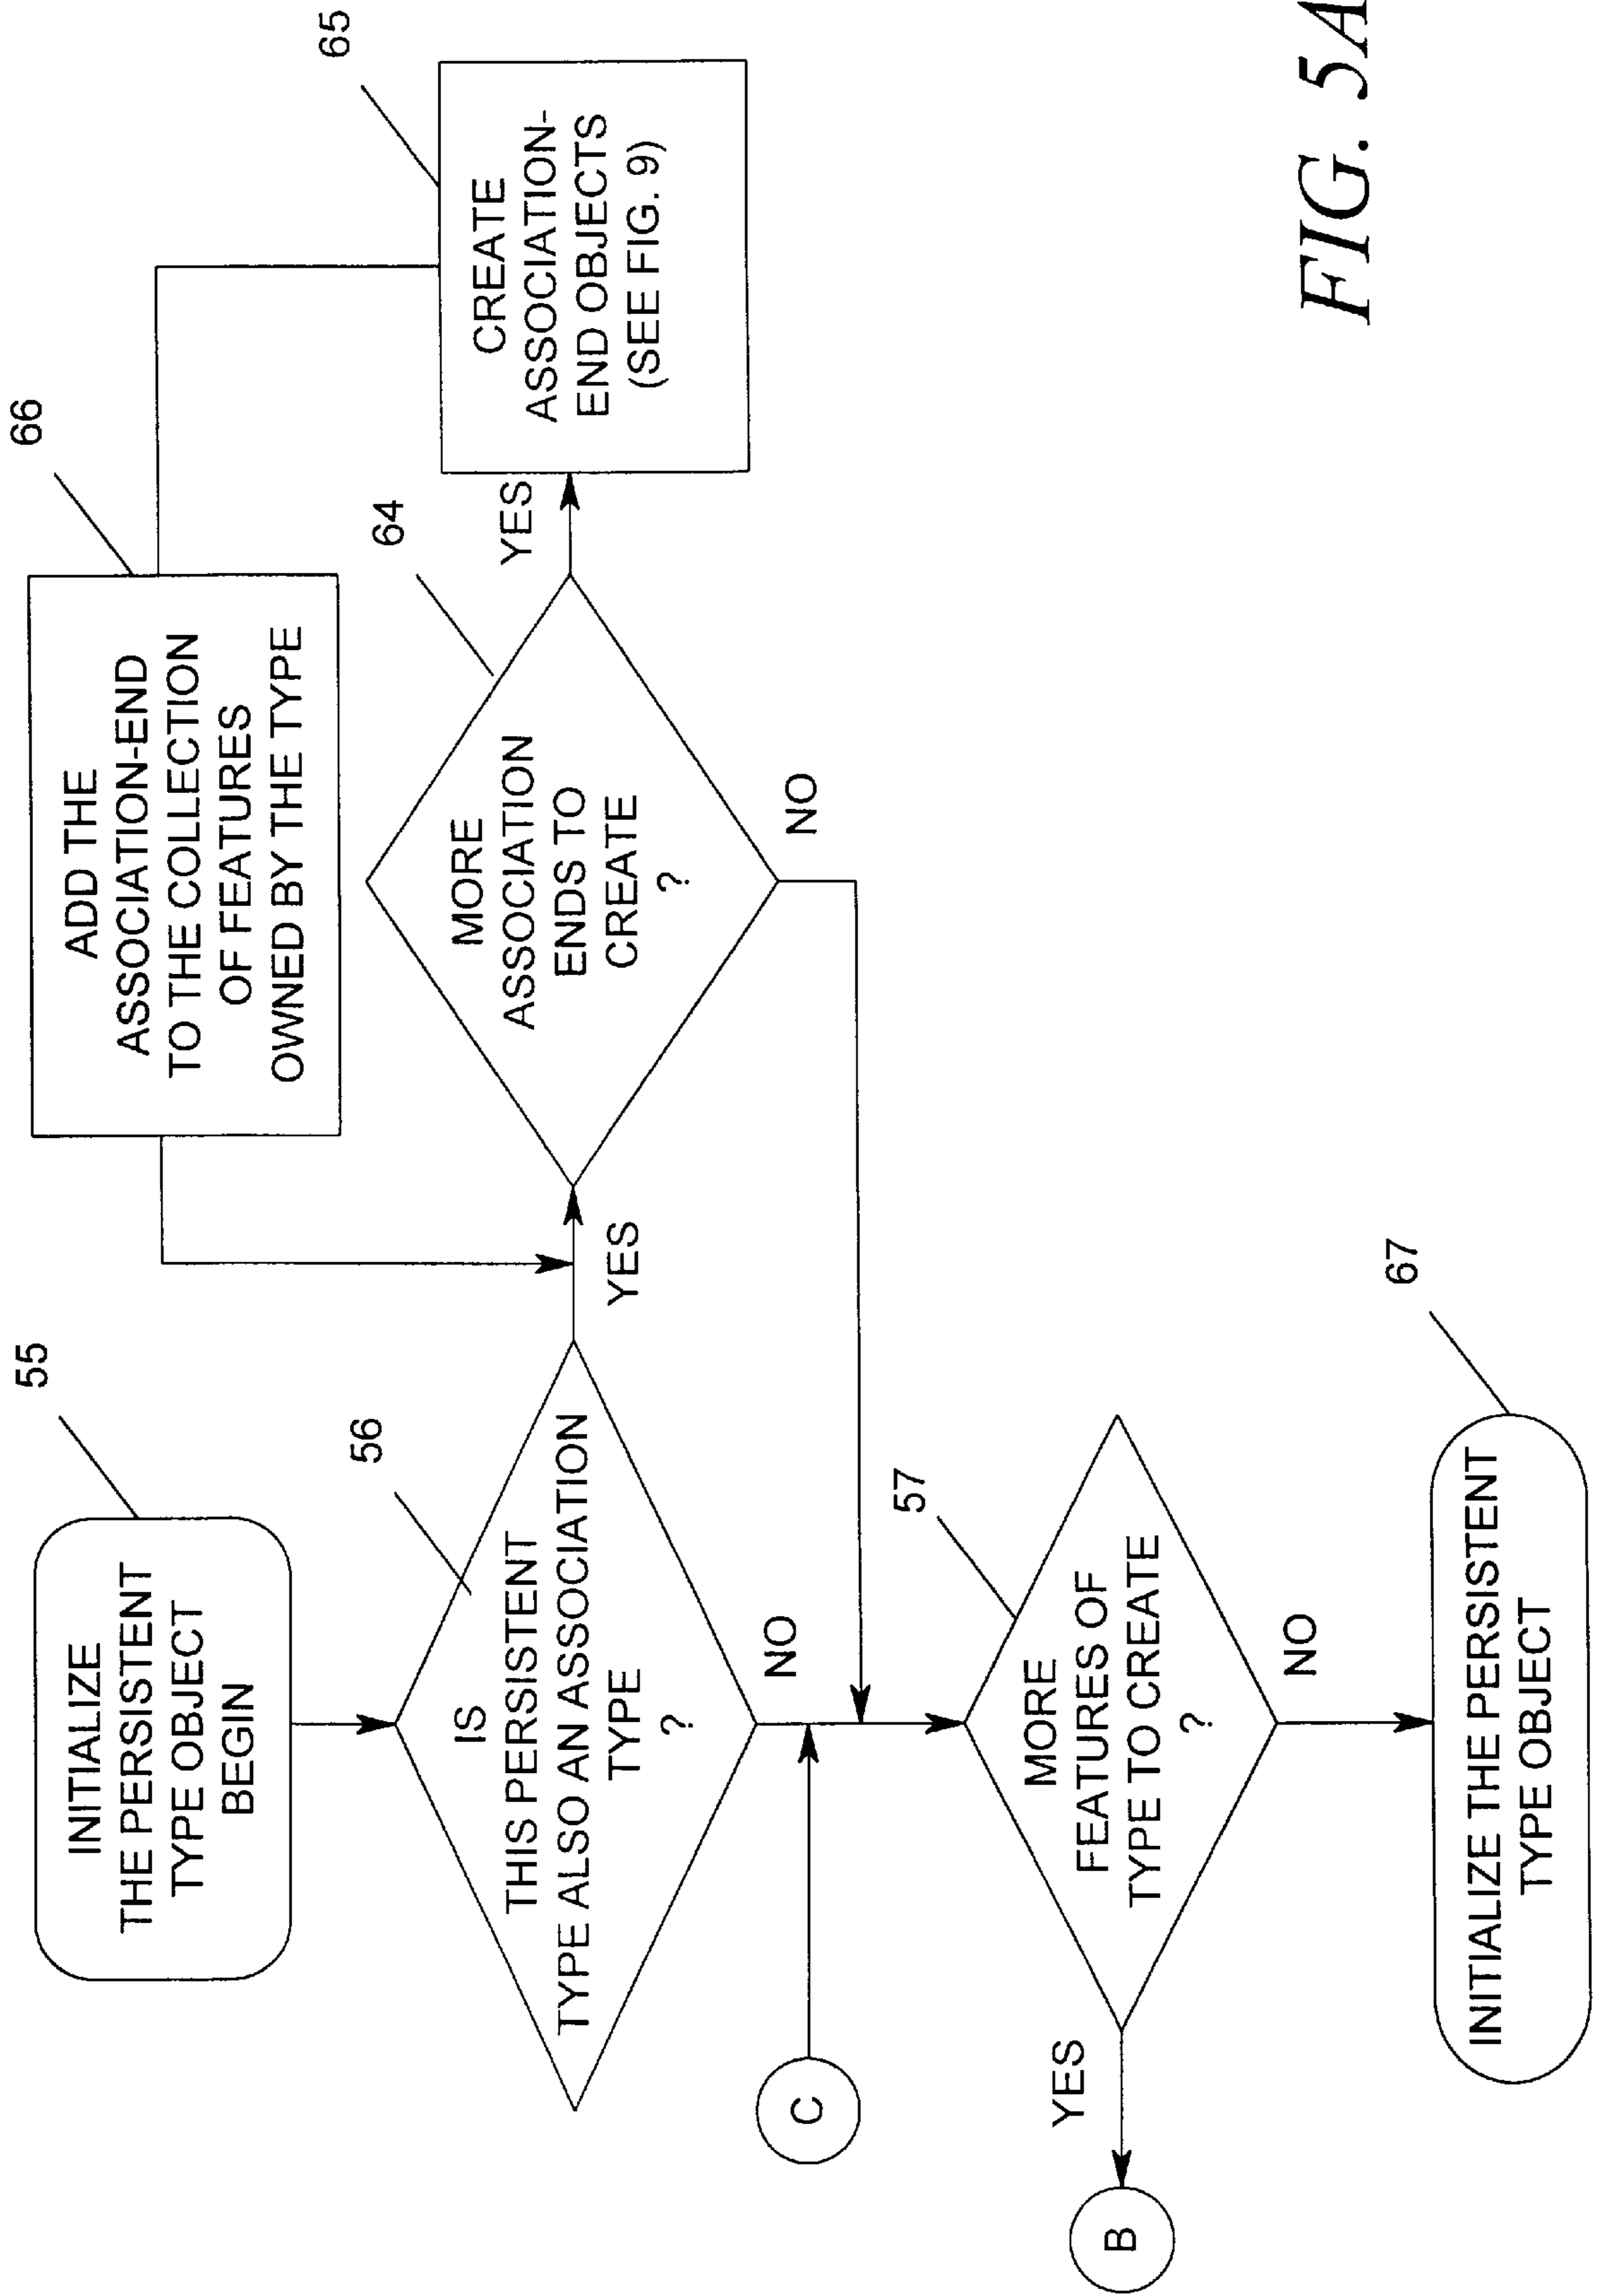 55
INITIALIZE
THE PERSISTENT
TYPE OBJECT
BEGIN
56
IS
THIS PERSISTENT
TYPE ALSO AN ASSOCIATION
TYPE
?
YES
NO
66
ADD THE
ASSOCIATION-END
TO THE COLLECTION
OF FEATURES
OWNED BY THE TYPE
64
MORE
ASSOCIATION
ENDS TO
CREATE
?
YES
NO
65
CREATE
ASSOCIATION-
END OBJECTS
(SEE FIG. 9)
C
57
MORE
FEATURES OF
TYPE TO CREATE
?
YES
NO
B
67
INITIALIZE THE PERSISTENT
TYPE OBJECT
FIG. 5A